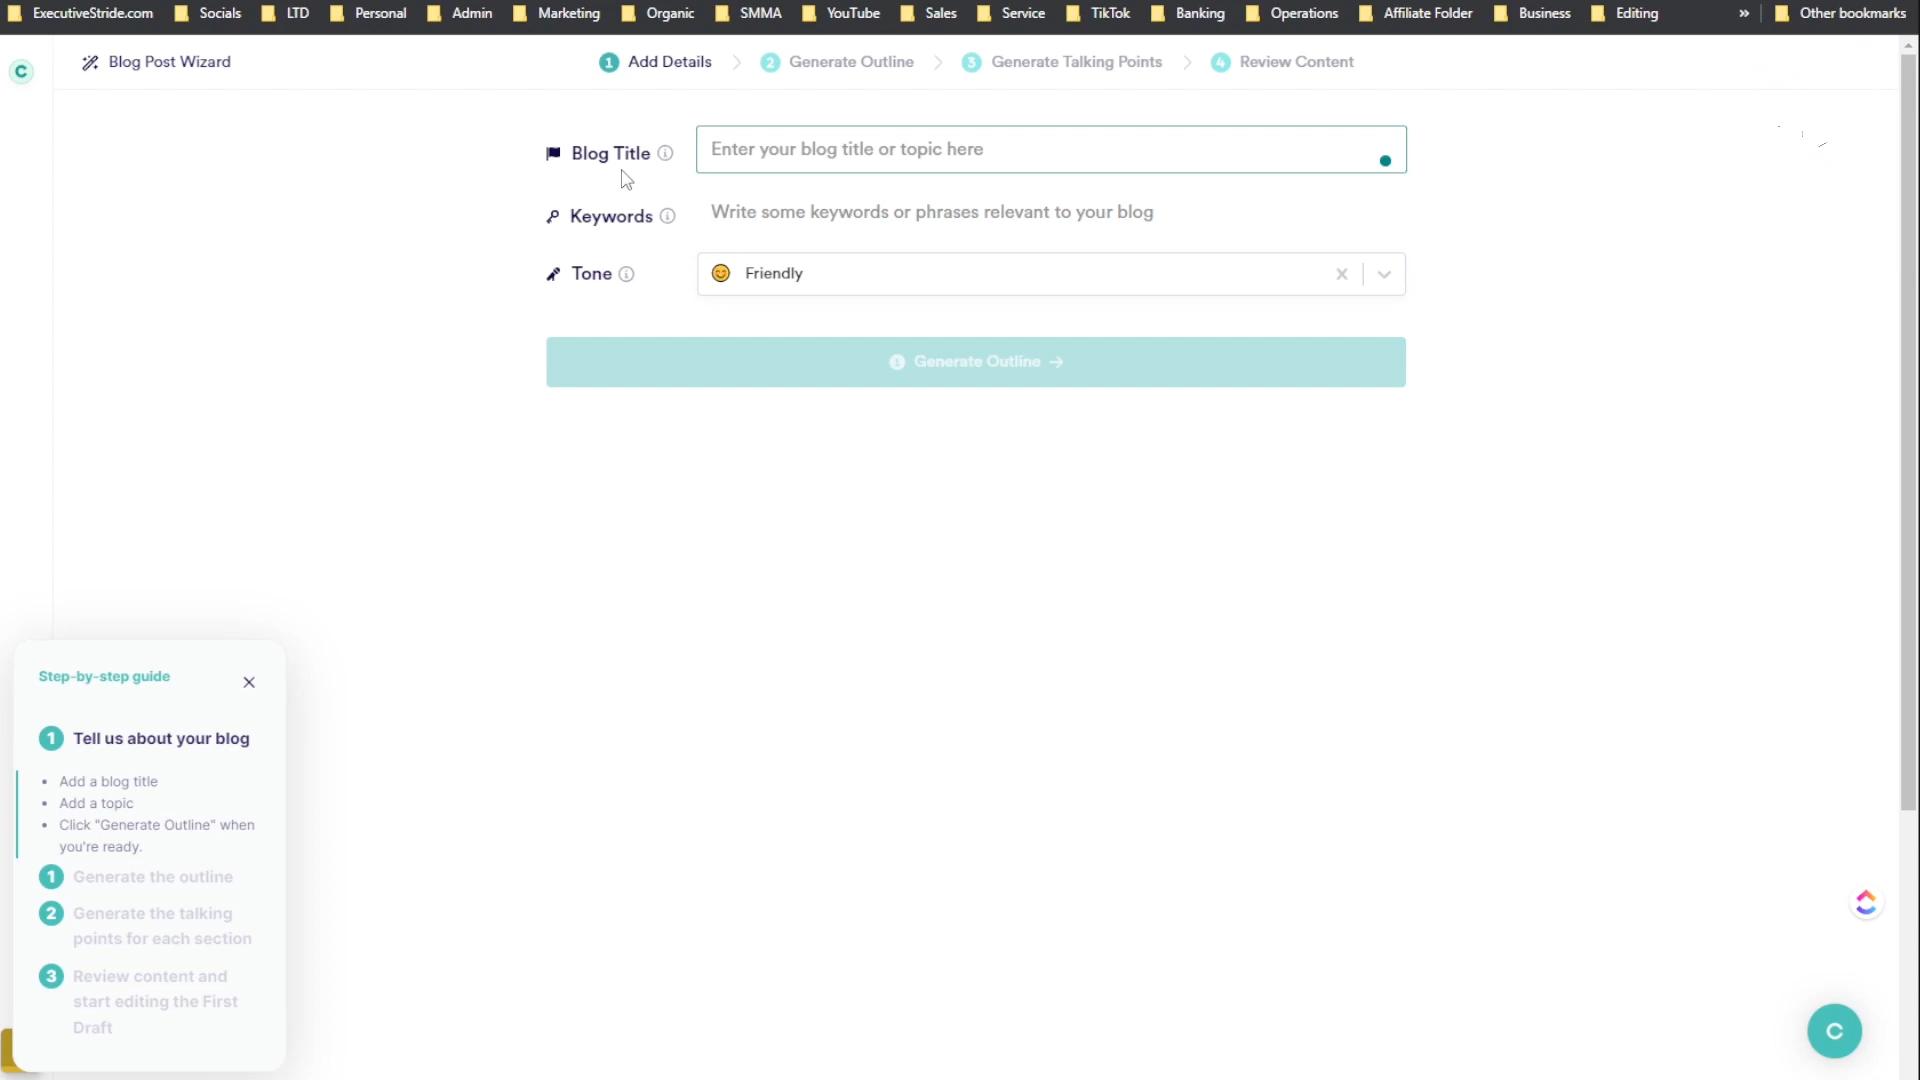 ExecutiveStride.com Socials LTD Personal Admin Marketing Organic SMMA YouTube Sales Service TikTok Banking Operations Affiliate Folder Business Editing » Other bookmarks
C
Blog Post Wizard
1 Add Details 2 Generate Outline 3 Generate Talking Points 4 Review Content
Blog Title
Enter your blog title or topic here
Keywords
Write some keywords or phrases relevant to your blog
Tone
Friendly
Generate Outline →
Step-by-step guide
1 Tell us about your blog
• Add a blog title
• Add a topic
• Click "Generate Outline" when
you're ready.
1 Generate the outline
2 Generate the talking
points for each section
3 Review content and
start editing the First
Draft
C